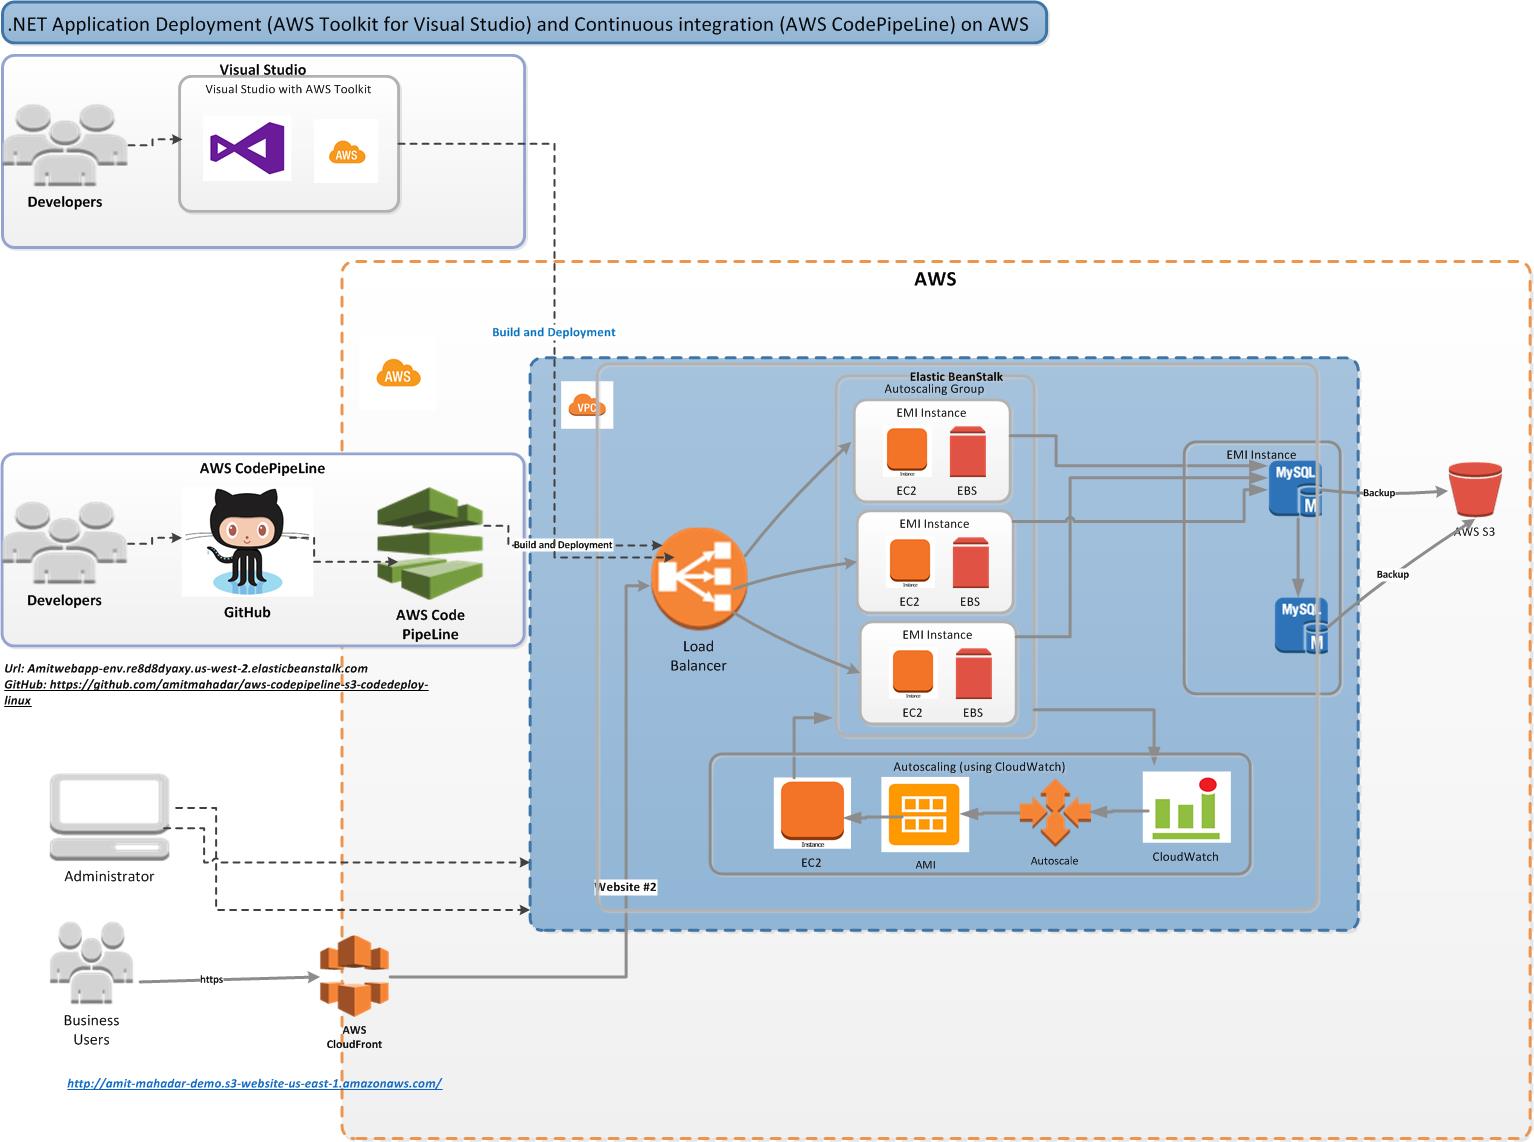 .NET Application Deployment (AWS Toolkit for Visual Studio) and Continuous integration (AWS CodePipeLine) on AWS
Visual Studio
Visual Studio with AWS Toolkit
AWS
Developers
AWS
Build and Deployment
AWS
VPC
Elastic BeanStalk
Autoscaling Group
EMI Instance
Instance
EC2
EBS
EMI Instance
Instance
EC2
EBS
EMI Instance
Instance
EC2
EBS
EMI Instance
MySQL
M
MySQL
M
Backup
Backup
AWS S3
AWS CodePipeLine
Developers
GitHub
AWS Code
PipeLine
Build and Deployment
Load
Balancer
Url: Amitwebapp-env.re8d8dyaxy.us-west-2.elasticbeanstalk.com
GitHub: https://github.com/amitmahadar/aws-codepipeline-s3-codedeploy-
linux
Autoscaling (using CloudWatch)
Instance
EC2
AMI
Autoscale
CloudWatch
Administrator
Website #2
https
Business
Users
AWS
CloudFront
http://amit-mahadar-demo.s3-website-us-east-1.amazonaws.com/